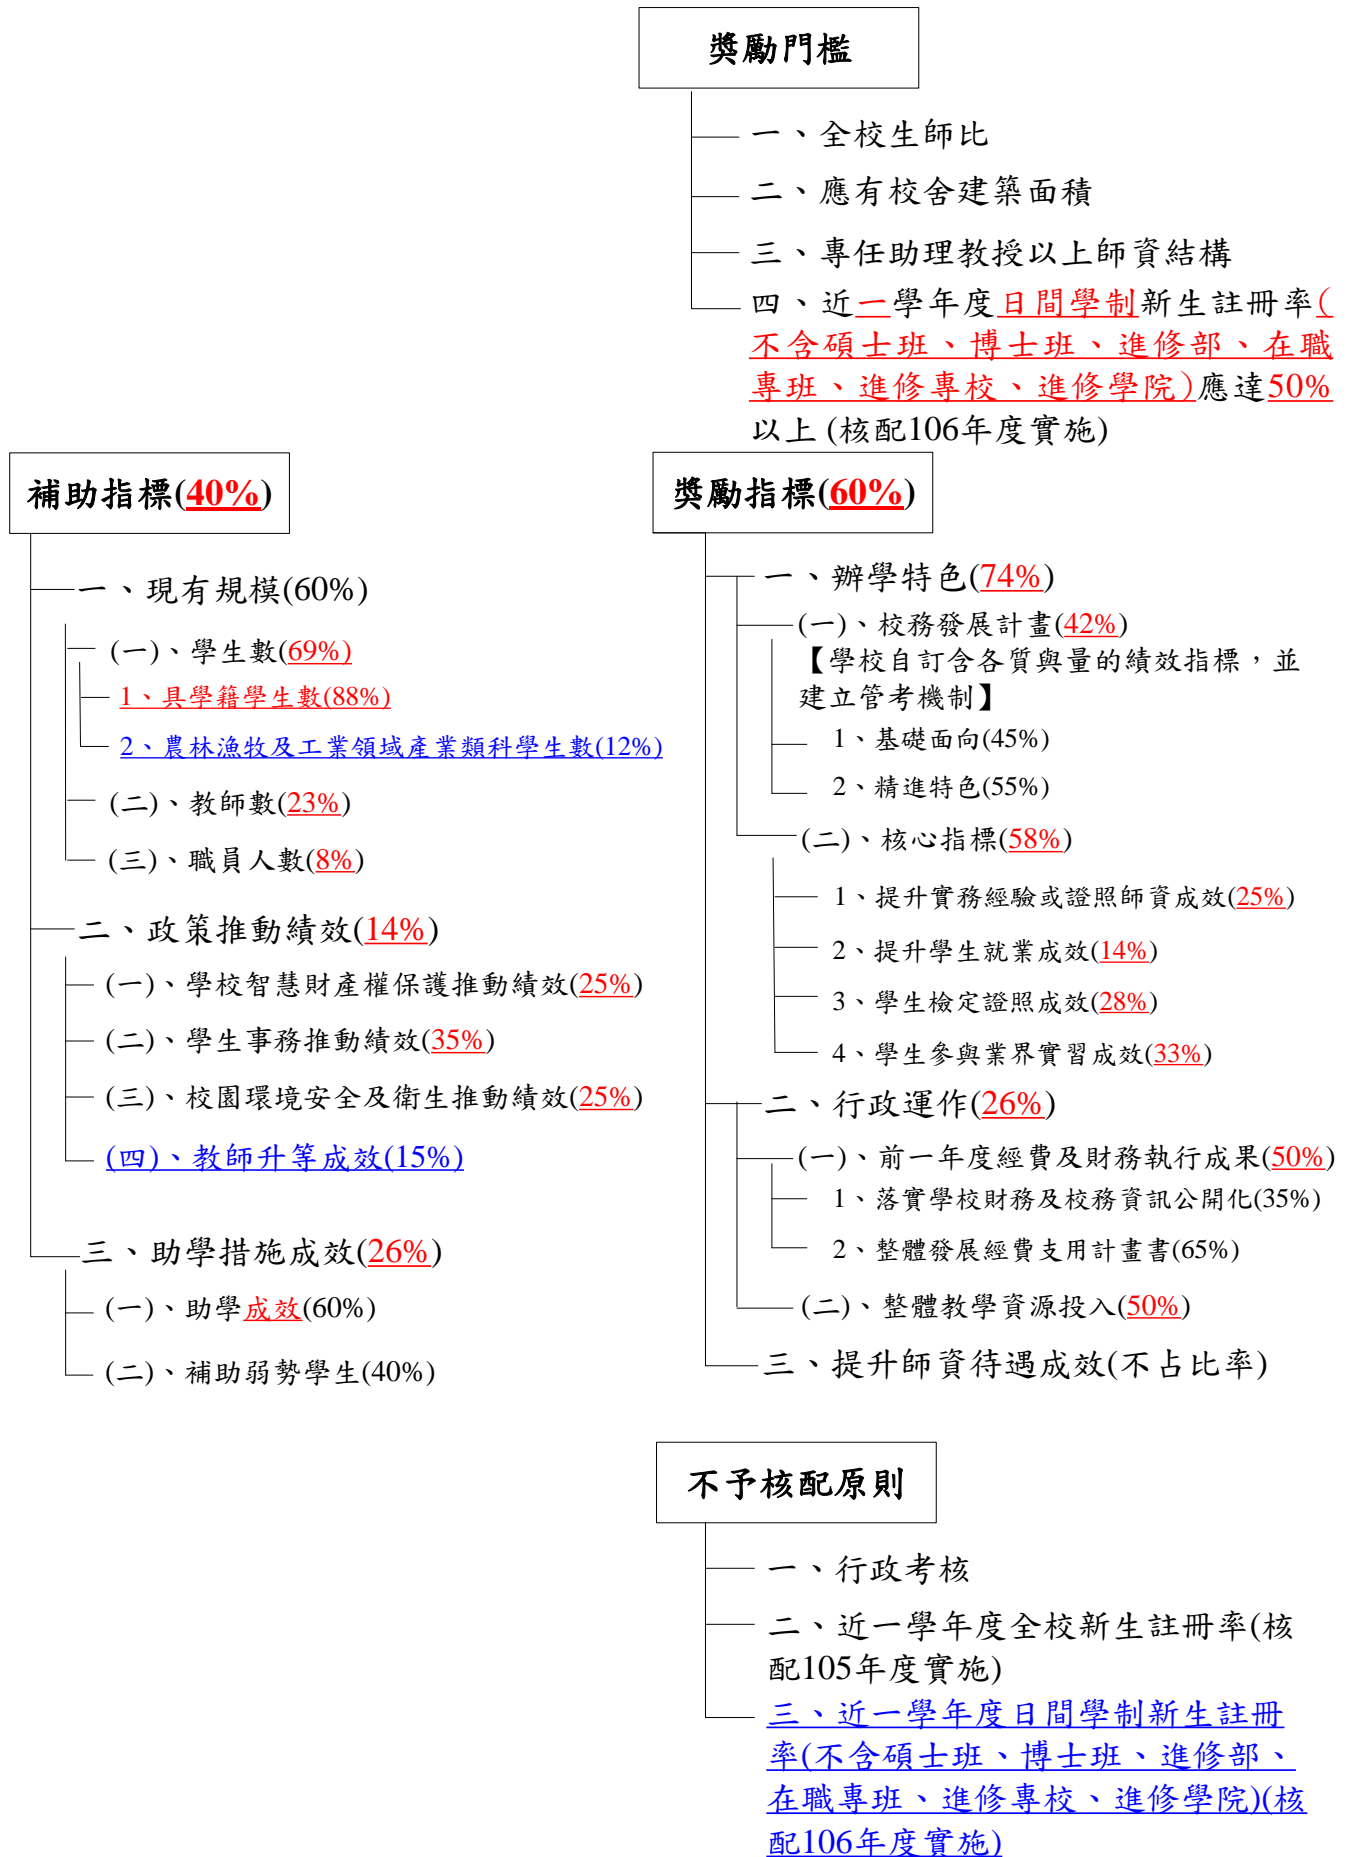 獎勵門檻
一、全校生師比
二、應有校舍建築面積
三、專任助理教授以上師資結構
四、近一學年度日間學制新生註冊率(
不含碩士班、博士班、進修部、在職
專班、進修專校、進修學院)應達50%
以上(核配106年度實施)
補助指標(40%)
一、現有規模(60%)
(一)、學生數(69%)
1、具學籍學生數(88%)
2、農林漁牧及工業領域產業類科學生數(12%)
(二)、教師數(23%)
(三)、職員人數(8%)
二、政策推動績效(14%)
(一)、學校智慧財產權保護推動績效(25%)
(二)、學生事務推動績效(35%)
(三)、校園環境安全及衛生推動績效(25%)
(四)、教師升等成效(15%)
三、助學措施成效(26%)
(一)、助學成效(60%)
(二)、補助弱勢學生(40%)
獎勵指標(60%)
一、辦學特色(74%)
(一)、校務發展計畫(42%)
【學校自訂含各質與量的績效指標，並
建立管考機制】
1、基礎面向(45%)
2、精進特色(55%)
(二)、核心指標(58%)
1、提升實務經驗或證照師資成效(25%)
2、提升學生就業成效(14%)
3、學生檢定證照成效(28%)
4、學生參與業界實習成效(33%)
二、行政運作(26%)
(一)、前一年度經費及財務執行成果(50%)
1、落實學校財務及校務資訊公開化(35%)
2、整體發展經費支用計畫書(65%)
(二)、整體教學資源投入(50%)
三、提升師資待遇成效(不占比率)
不予核配原則
一、行政考核
二、近一學年度全校新生註冊率(核
配105年度實施)
三、近一學年度日間學制新生註冊
率(不含碩士班、博士班、進修部、
在職專班、進修專校、進修學院)(核
配106年度實施)